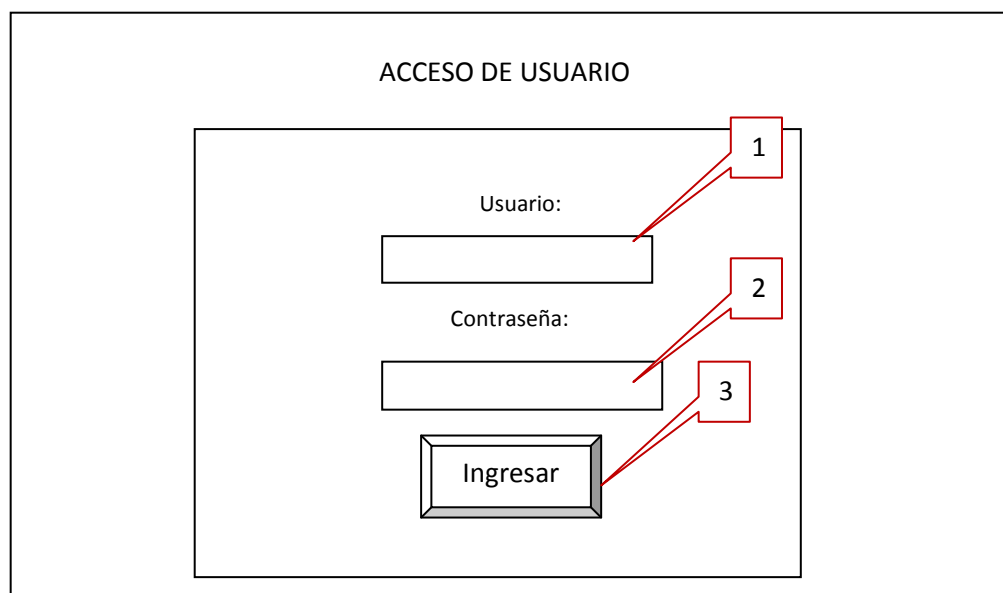 ACCESO DE USUARIO
1
Usuario:
2
Contraseña:
3
Ingresar